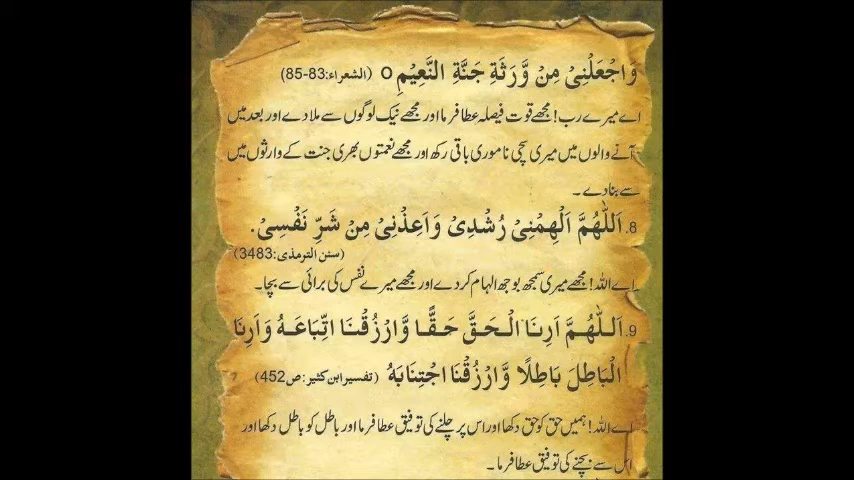 وَاجْعَلْنِیْ مِنْ وَّرَثَةِ جَنَّةِ النَّعِیْمِ o (الشعراء:83-85)
اے میرے رب! مجھے قوت فیصلہ عطا فرما اور مجھے نیک لوگوں سے ملا دے اور بعد میں
آنے والوں میں میری سچی ناموری باقی رکھ اور مجھے نعمتوں بھری جنت کے وارثوں میں
سے بنادے ۔
8. اَللّٰهُمَّ اَلْهِمْنِیْ رُشْدِیْ وَاَعِذْنِیْ مِنْ شَرِّ نَفْسِیْ.
(سنن الترمذی:3483)
اے اللہ! مجھے میری سمجھ بوجھ الہام کردے اور مجھے میرے نفس کی برائی سے بچا۔
9. اَللّٰهُمَّ اَرِنَا الْحَقَّ حَقًّا وَّارْزُقْنَا اتِّبَاعَهُ وَاَرِنَا
الْبَاطِلَ بَاطِلًا وَّارْزُقْنَا اجْتِنَابَهُ (تفسیر ابن کثیر:ص452)
اے اللہ! ہمیں حق کو حق دکھا اور اس پر چلنے کی توفیق عطا فرما اور باطل کو باطل دکھا اور
اس سے بچنے کی توفیق عطا فرما ۔